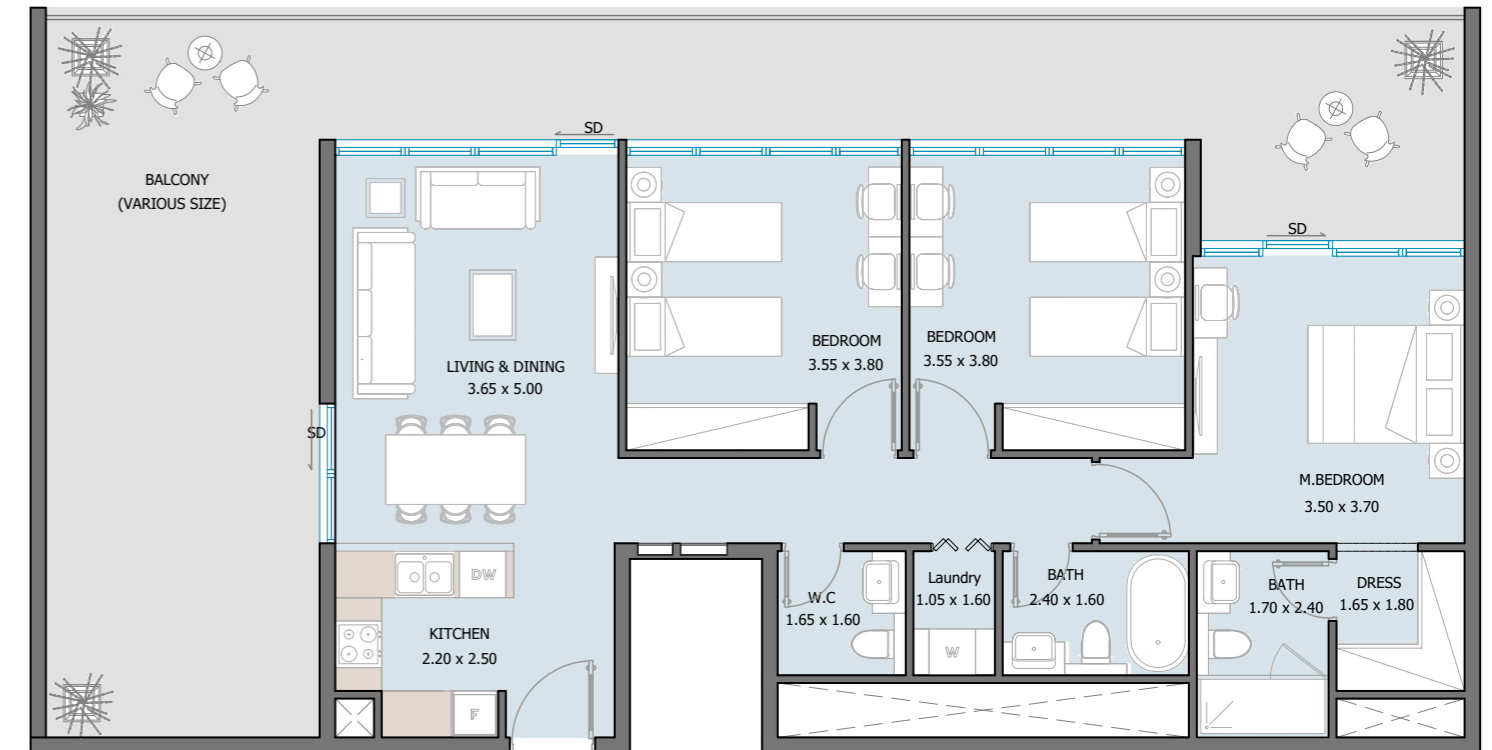 SD
BALCONY
(VARIOUS SIZE)
SD
LIVING & DINING
3.65 x 5.00
BEDROOM
3.55 x 3.80
BEDROOM
3.55 x 3.80
SD
M.BEDROOM
3.50 x 3.70
DW
KITCHEN
2.20 x 2.50
F
W.C
1.65 x 1.60
Laundry
1.05 x 1.60
W
BATH
2.40 x 1.60
BATH
1.70 x 2.40
DRESS
1.65 x 1.80